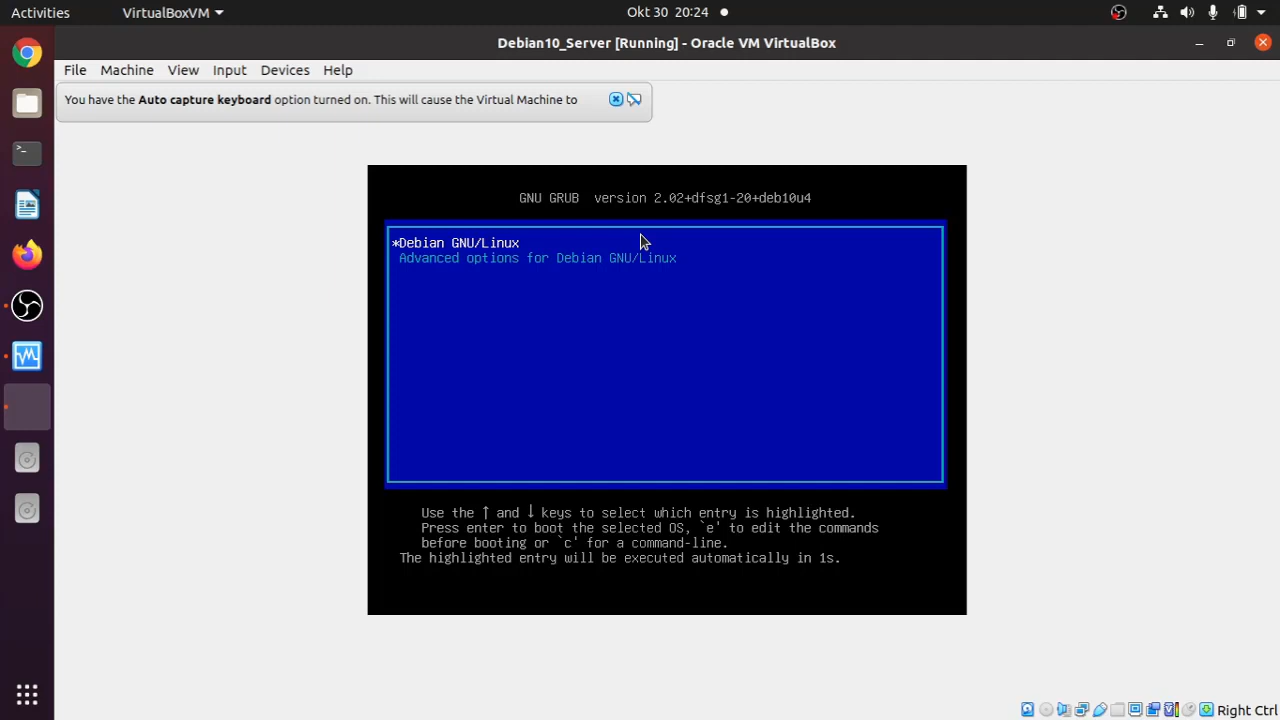 Activities
VirtualBoxVM
Okt 30 20:24
Debian10_Server [Running] - Oracle VM VirtualBox
File Machine View Input Devices Help
You have the Auto capture keyboard option turned on. This will cause the Virtual Machine to
GNU GRUB version 2.02+dfsg1-20+deb10u4
*Debian GNU/Linux
Advanced options for Debian GNU/Linux
Use the ↑ and ↓ keys to select which entry is highlighted.
Press enter to boot the selected OS, `e' to edit the commands
before booting or `c' for a command-line.
The highlighted entry will be executed automatically in 1s.
Right Ctrl